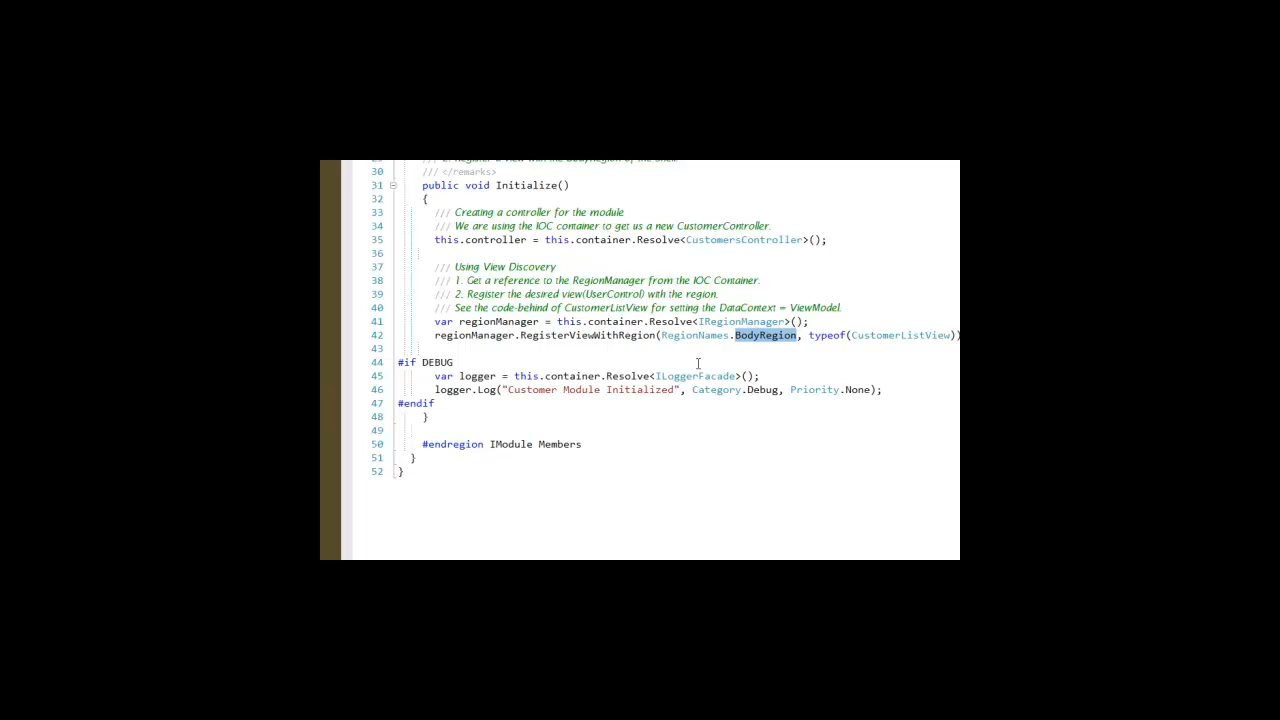 30 /// </remarks>
31 public void Initialize()
32 {
33 /// Creating a controller for the module
34 /// We are using the IOC container to get us a new CustomerController.
35 this.controller = this.container.Resolve<CustomersController>();
36
37 /// Using View Discovery
38 /// 1. Get a reference to the RegionManager from the IOC Container.
39 /// 2. Register the desired view(UserControl) with the region.
40 /// See the code-behind of CustomerListView for setting the DataContext = ViewModel.
41 var regionManager = this.container.Resolve<IRegionManager>();
42 regionManager.RegisterViewWithRegion(RegionNames.BodyRegion, typeof(CustomerListView))
43
44 #if DEBUG
45 var logger = this.container.Resolve<ILoggerFacade>();
46 logger.Log("Customer Module Initialized", Category.Debug, Priority.None);
47 #endif
48 }
49
50 #endregion IModule Members
51 }
52 }